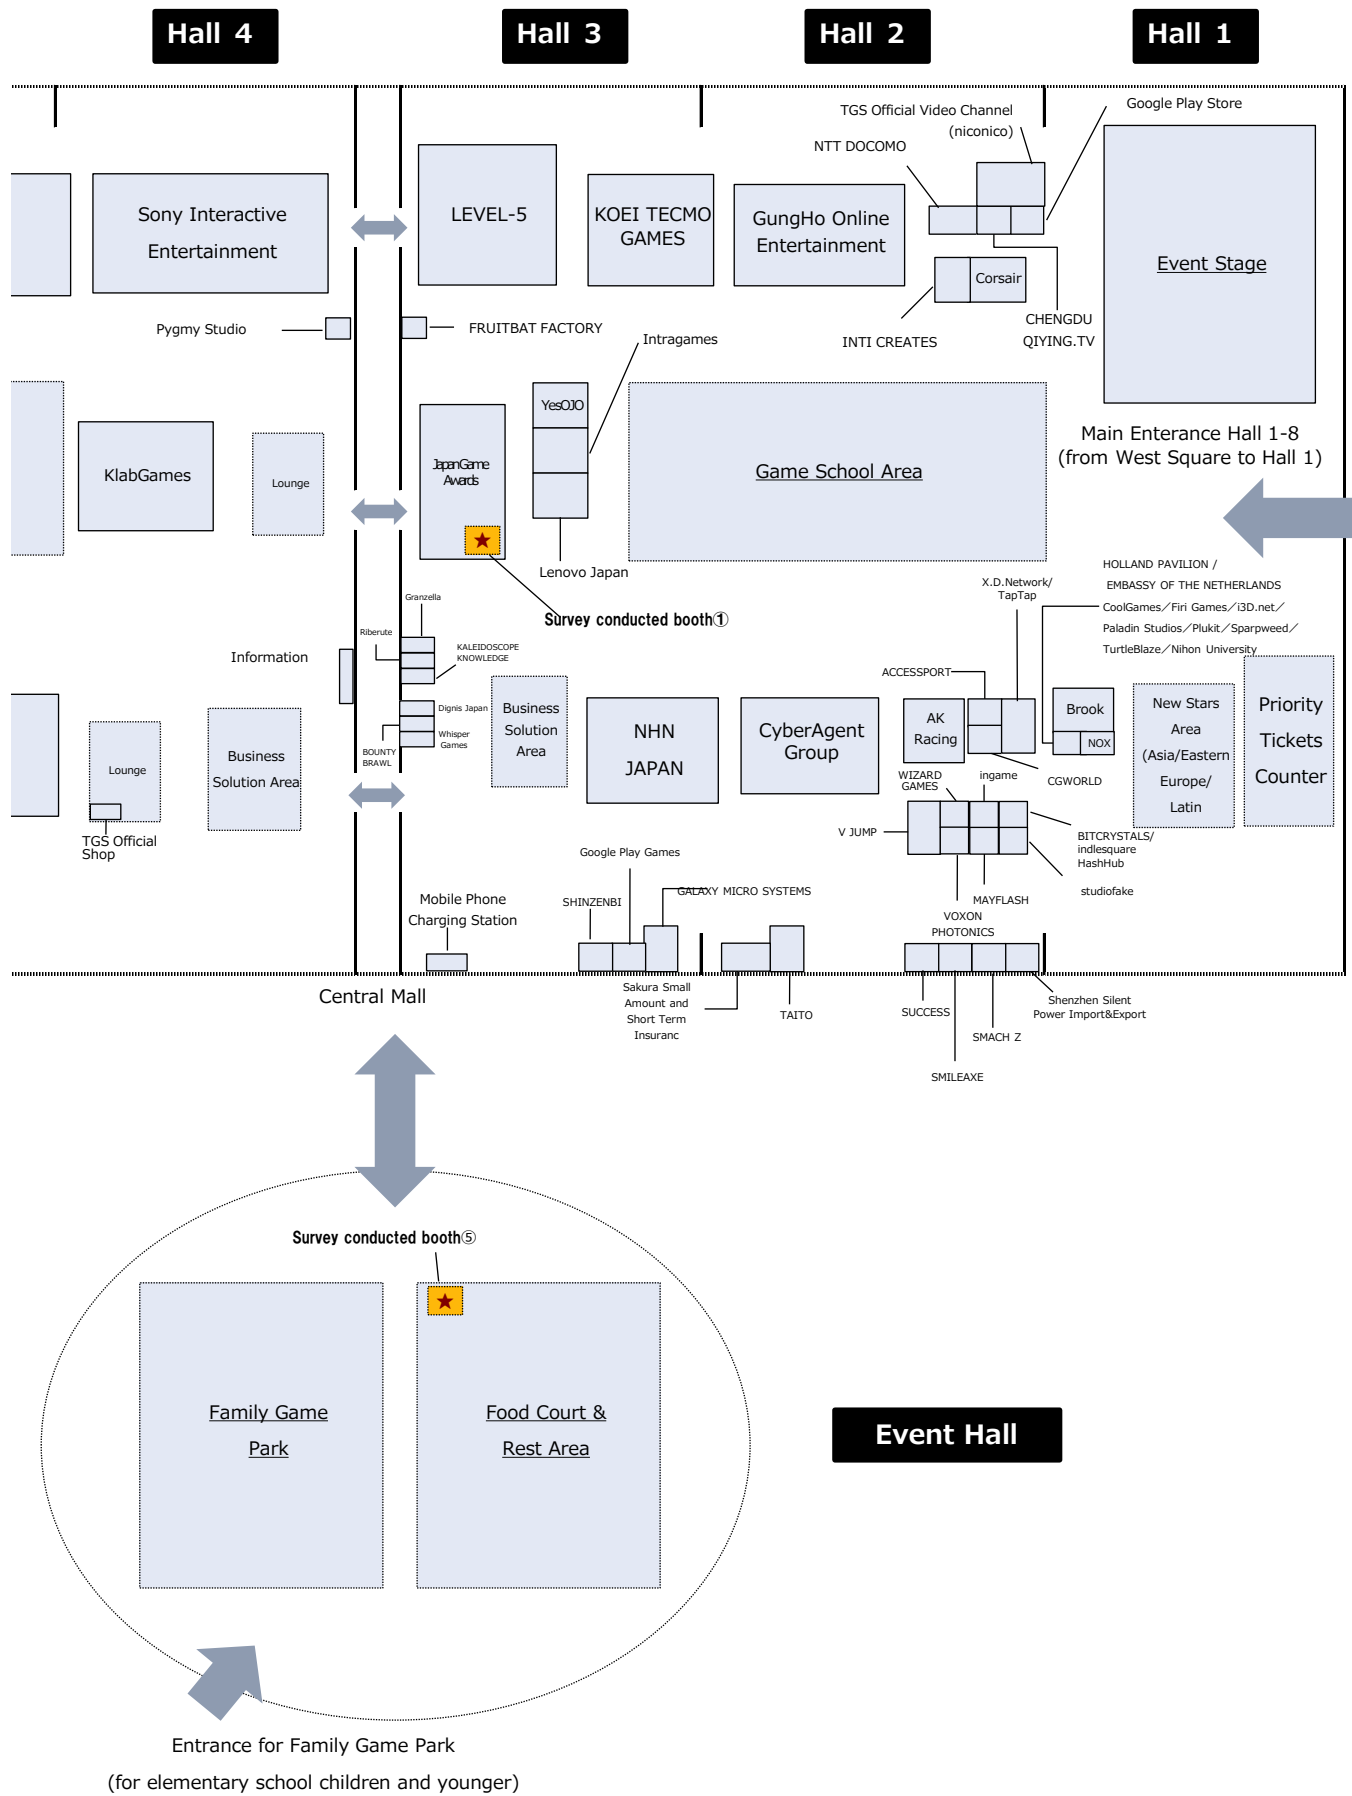 Hall 4
Hall 3
Hall 2
Hall 1
TGS Official Video Channel
(niconico)
Google Play Store
NTT DOCOMO
Sony Interactive
Entertainment
LEVEL-5
KOEI TECMO
GAMES
GungHo Online
Entertainment
Event Stage
Corsair
Pygmy Studio
FRUITBAT FACTORY
Intragames
INTI CREATES
CHENGDU
QIYING.TV
YesOJO
Main Enterance Hall 1-8
(from West Square to Hall 1)
KlabGames
Lounge
Japan Game
Awards
Game School Area
Lenovo Japan
X.D.Network/
TapTap
HOLLAND PAVILION /
EMBASSY OF THE NETHERLANDS
CoolGames／Firi Games／i3D.net／
Paladin Studios／Plukit／Sparpweed／
TurtleBlaze／Nihon University
Granzella
Survey conducted booth①
Riberute
KALEIDOSCOPE
KNOWLEDGE
Information
ACCESSPORT
Dignis Japan
Whisper
Games
BOUNTY
BRAWL
Business
Solution
Area
NHN
JAPAN
CyberAgent
Group
AK
Racing
Brook
NOX
New Stars
Area
(Asia/Eastern
Europe/
Latin
Priority
Tickets
Counter
Lounge
Business
Solution Area
WIZARD
GAMES
ingame
CGWORLD
TGS Official
Shop
V JUMP
BITCRYSTALS/
indlesquare
HashHub
Google Play Games
studiofake
GALAXY MICRO SYSTEMS
SHINZENBI
MAYFLASH
VOXON
PHOTONICS
Mobile Phone
Charging Station
Central Mall
Sakura Small
Amount and
Short Term
Insuranc
TAITO
SUCCESS
SMACH Z
Shenzhen Silent
Power Import&Export
SMILEAXE
Survey conducted booth⑤
Family Game
Park
Food Court &
Rest Area
Event Hall
Entrance for Family Game Park
(for elementary school children and younger)